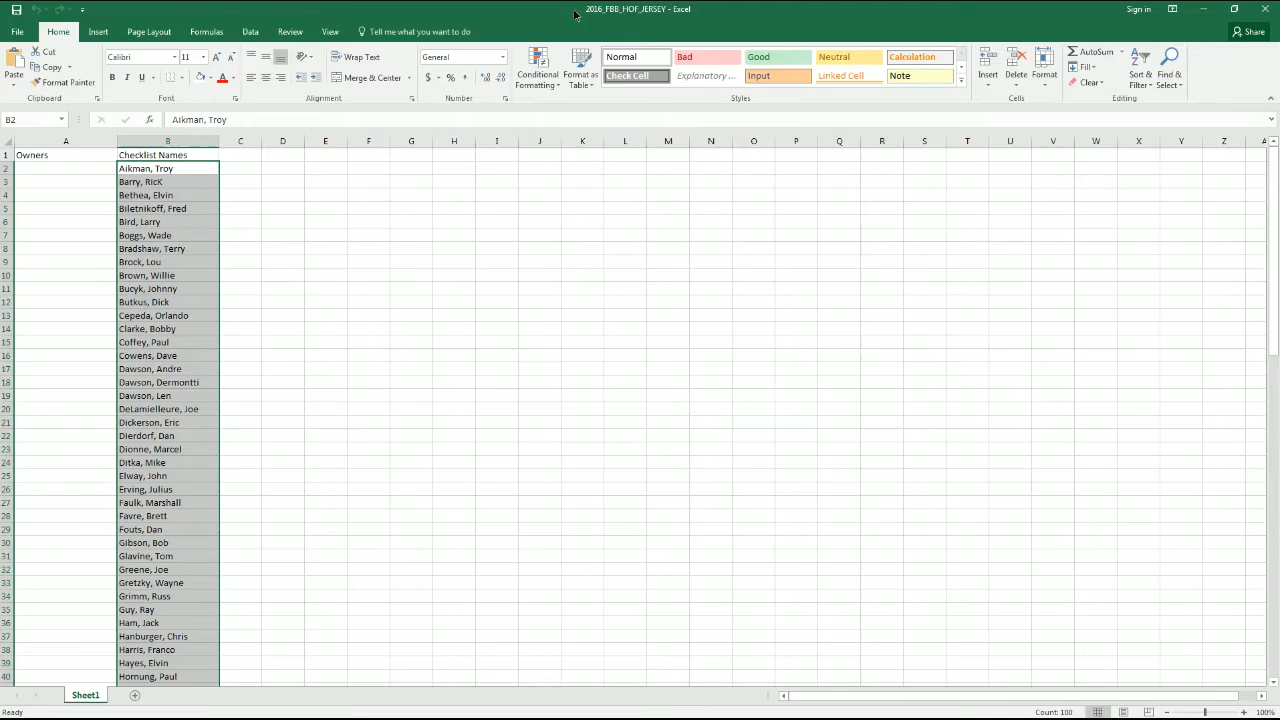 2016_FBB_HOF_JERSEY - Excel
Sign in
File Home Insert Page Layout Formulas Data Review View Tell me what you want to do Share
Paste
Cut
Copy
Format Painter
Clipboard
Calibri 11
B I U
Font
Wrap Text
Merge & Center
Alignment
General
$ % ,
Number
Conditional Formatting
Format as Table
Normal Bad Good Neutral Calculation
Check Cell Explanatory ... Input Linked Cell Note
Styles
Insert Delete Format
Cells
AutoSum
Fill
Clear
Sort & Filter
Find & Select
Editing
B2 fx Aikman, Troy
A B C D E F G H I J K L M N O P Q R S T U V W X Y Z A
1 Owners Checklist Names
2 Aikman, Troy
3 Barry, RicK
4 Bethea, Elvin
5 Biletnikoff, Fred
6 Bird, Larry
7 Boggs, Wade
8 Bradshaw, Terry
9 Brock, Lou
10 Brown, Willie
11 Bucyk, Johnny
12 Butkus, Dick
13 Cepeda, Orlando
14 Clarke, Bobby
15 Coffey, Paul
16 Cowens, Dave
17 Dawson, Andre
18 Dawson, Dermontti
19 Dawson, Len
20 DeLamielleure, Joe
21 Dickerson, Eric
22 Dierdorf, Dan
23 Dionne, Marcel
24 Ditka, Mike
25 Elway, John
26 Erving, Julius
27 Faulk, Marshall
28 Favre, Brett
29 Fouts, Dan
30 Gibson, Bob
31 Glavine, Tom
32 Greene, Joe
33 Gretzky, Wayne
34 Grimm, Russ
35 Guy, Ray
36 Ham, Jack
37 Hanburger, Chris
38 Harris, Franco
39 Hayes, Elvin
40 Hornung, Paul
Sheet1
Ready Count: 100 100%